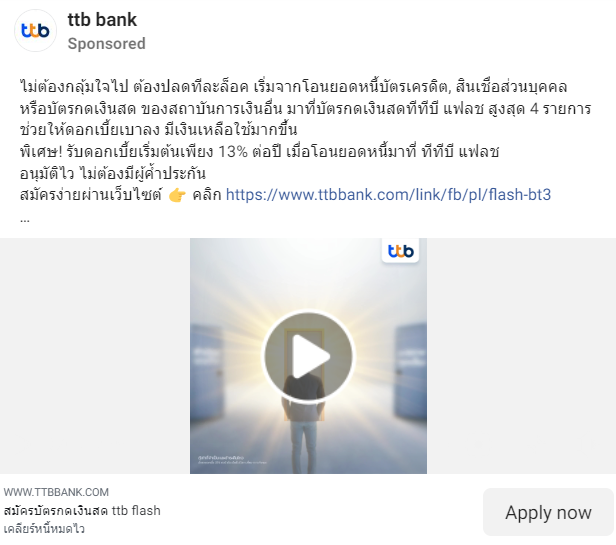 ttb
ttb bank
Sponsored
ไม่ต้องกลุ้มใจไป ต้องปลดทีละล็อค เริ่มจากโอนยอดหนี้บัตรเครดิต, สินเชื่อส่วนบุคคล
หรือบัตรกดเงินสด ของสถาบันการเงินอื่น มาที่บัตรกดเงินสดทีทีบี แฟลช สูงสุด 4 รายการ
ช่วยให้ดอกเบี้ยเบาลง มีเงินเหลือใช้มากขึ้น
พิเศษ! รับดอกเบี้ยเริ่มต้นเพียง 13% ต่อปี เมื่อโอนยอดหนี้มาที่ ทีทีบี แฟลช
อนุมัติไว ไม่ต้องมีผู้ค้ำประกัน
สมัครง่ายผ่านเว็บไซต์ 👉 คลิก https://www.ttbbank.com/link/fb/pl/flash-bt3
...
ttb
WWW.TTBBANK.COM
สมัครบัตรกดเงินสด ttb flash
เคลียร์หนี้หมดไว
Apply now